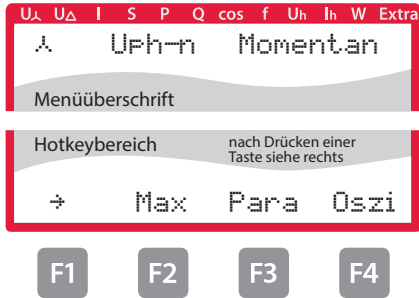 U⅄ U△ I S P Q cos f Uh Ih W Extra
⅄ Uph-n Momentan
Menüüberschrift
Hotkeybereich nach Drücken einer
Taste siehe rechts
→ Max Para Oszi
F1 F2 F3 F4